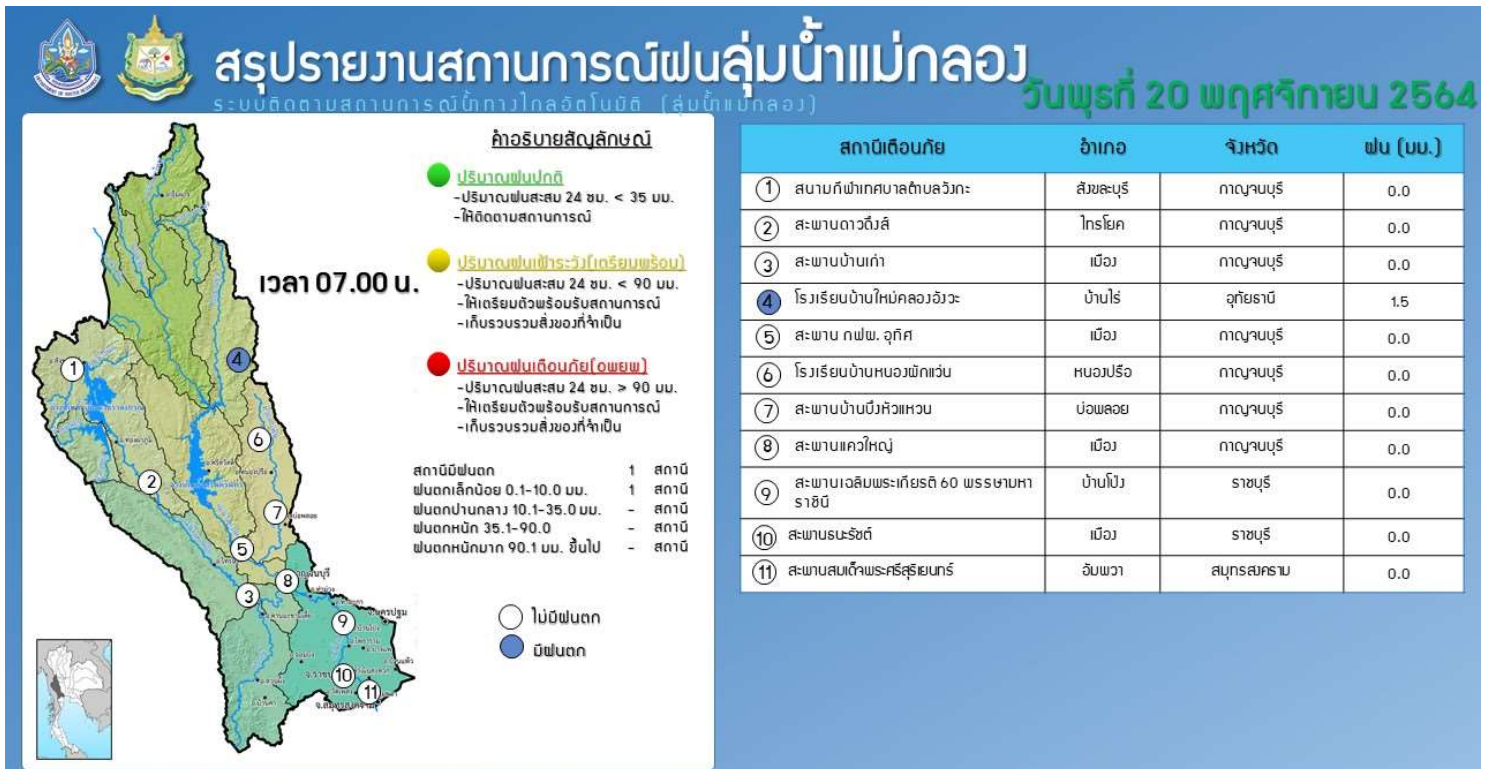 สรุปรายงานสถานการณ์ฝนลุ่มน้ำแม่กลอง
ระบบติดตามสถานการณ์น้ำทางไกลอัตโนมัติ (ลุ่มน้ำแม่กลอง)
วันพุธที่ 20 พฤศจิกายน 2564
เวลา 07.00 น.
1
2
3
4
5
6
7
8
9
10
11
คำอธิบายสัญลักษณ์
ปริมาณฝนปกติ
-ปริมาณฝนสะสม 24 ชม. < 35 มม.
-ให้ติดตามสถานการณ์
ปริมาณฝนเฝ้าระวัง(เตรียมพร้อม)
-ปริมาณฝนสะสม 24 ชม. < 90 มม.
-ให้เตรียมตัวพร้อมรับสถานการณ์
-เก็บรวบรวมสิ่งของที่จำเป็น
ปริมาณฝนเตือนภัย(อพยพ)
-ปริมาณฝนสะสม 24 ชม. > 90 มม.
-ให้เตรียมตัวพร้อมรับสถานการณ์
-เก็บรวบรวมสิ่งของที่จำเป็น
สถานีมีฝนตก 1 สถานี
ฝนตกเล็กน้อย 0.1-10.0 มม. 1 สถานี
ฝนตกปานกลาง 10.1-35.0 มม. - สถานี
ฝนตกหนัก 35.1-90.0 - สถานี
ฝนตกหนักมาก 90.1 มม. ขึ้นไป - สถานี
ไม่มีฝนตก
มีฝนตก
สถานีเตือนภัย อำเภอ จังหวัด ฝน (มม.)
1 สนามกีฬาเทศบาลตำบลวังกะ สังขละบุรี กาญจนบุรี 0.0
2 สะพานดาวดึงส์ ไทรโยค กาญจนบุรี 0.0
3 สะพานบ้านเก่า เมือง กาญจนบุรี 0.0
4 โรงเรียนบ้านใหม่คลองอังวะ บ้านไร่ อุทัยธานี 1.5
5 สะพาน กฟผ. อุทิศ เมือง กาญจนบุรี 0.0
6 โรงเรียนบ้านหนองผักแว่น หนองปรือ กาญจนบุรี 0.0
7 สะพานบ้านบึงหัวแหวน บ่อพลอย กาญจนบุรี 0.0
8 สะพานแควใหญ่ เมือง กาญจนบุรี 0.0
9 สะพานเฉลิมพระเกียรติ 60 พรรษามหา
ราชินี บ้านโป่ง ราชบุรี 0.0
10 สะพานธนะรัชต์ เมือง ราชบุรี 0.0
11 สะพานสมเด็จพระศรีสุริเยนทร์ อัมพวา สมุทรสงคราม 0.0